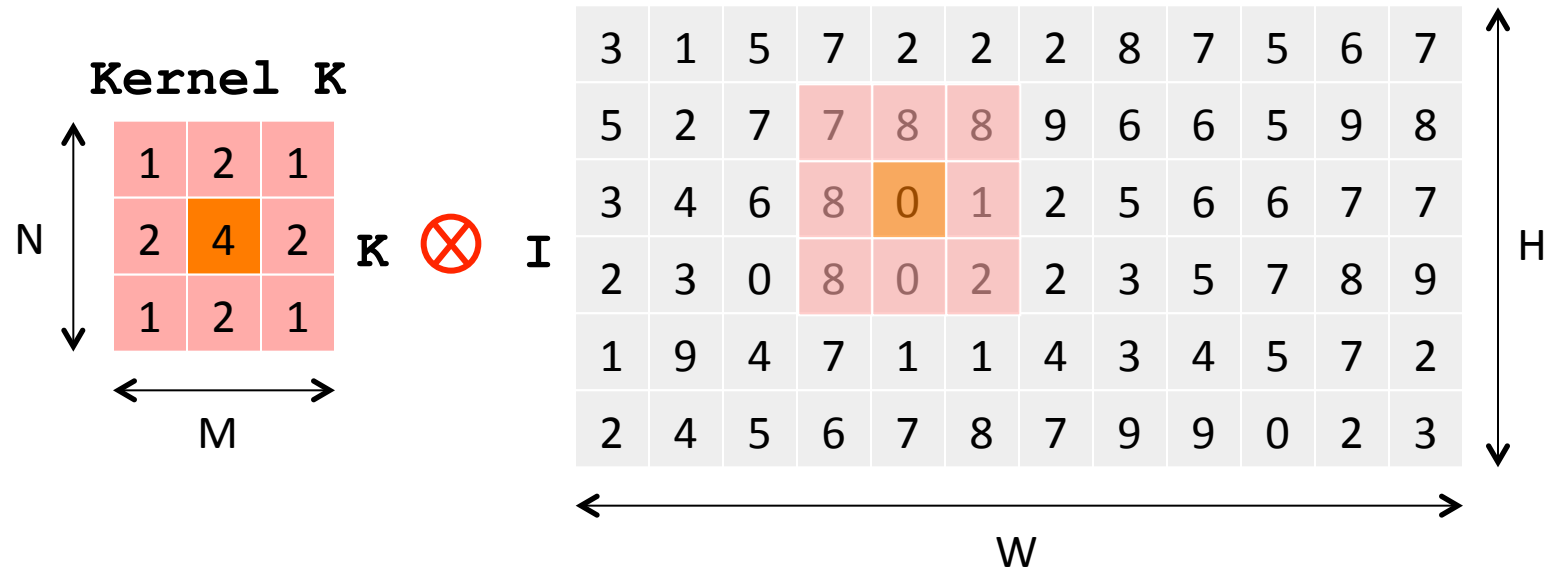 Kernel K
1 2 1
2 4 2
1 2 1
N
M
K ⊗ I
3 1 5 7 2 2 2 8 7 5 6 7
5 2 7 7 8 8 9 6 6 5 9 8
3 4 6 8 0 1 2 5 6 6 7 7
2 3 0 8 0 2 2 3 5 7 8 9
1 9 4 7 1 1 4 3 4 5 7 2
2 4 5 6 7 8 7 9 9 0 2 3
H
W